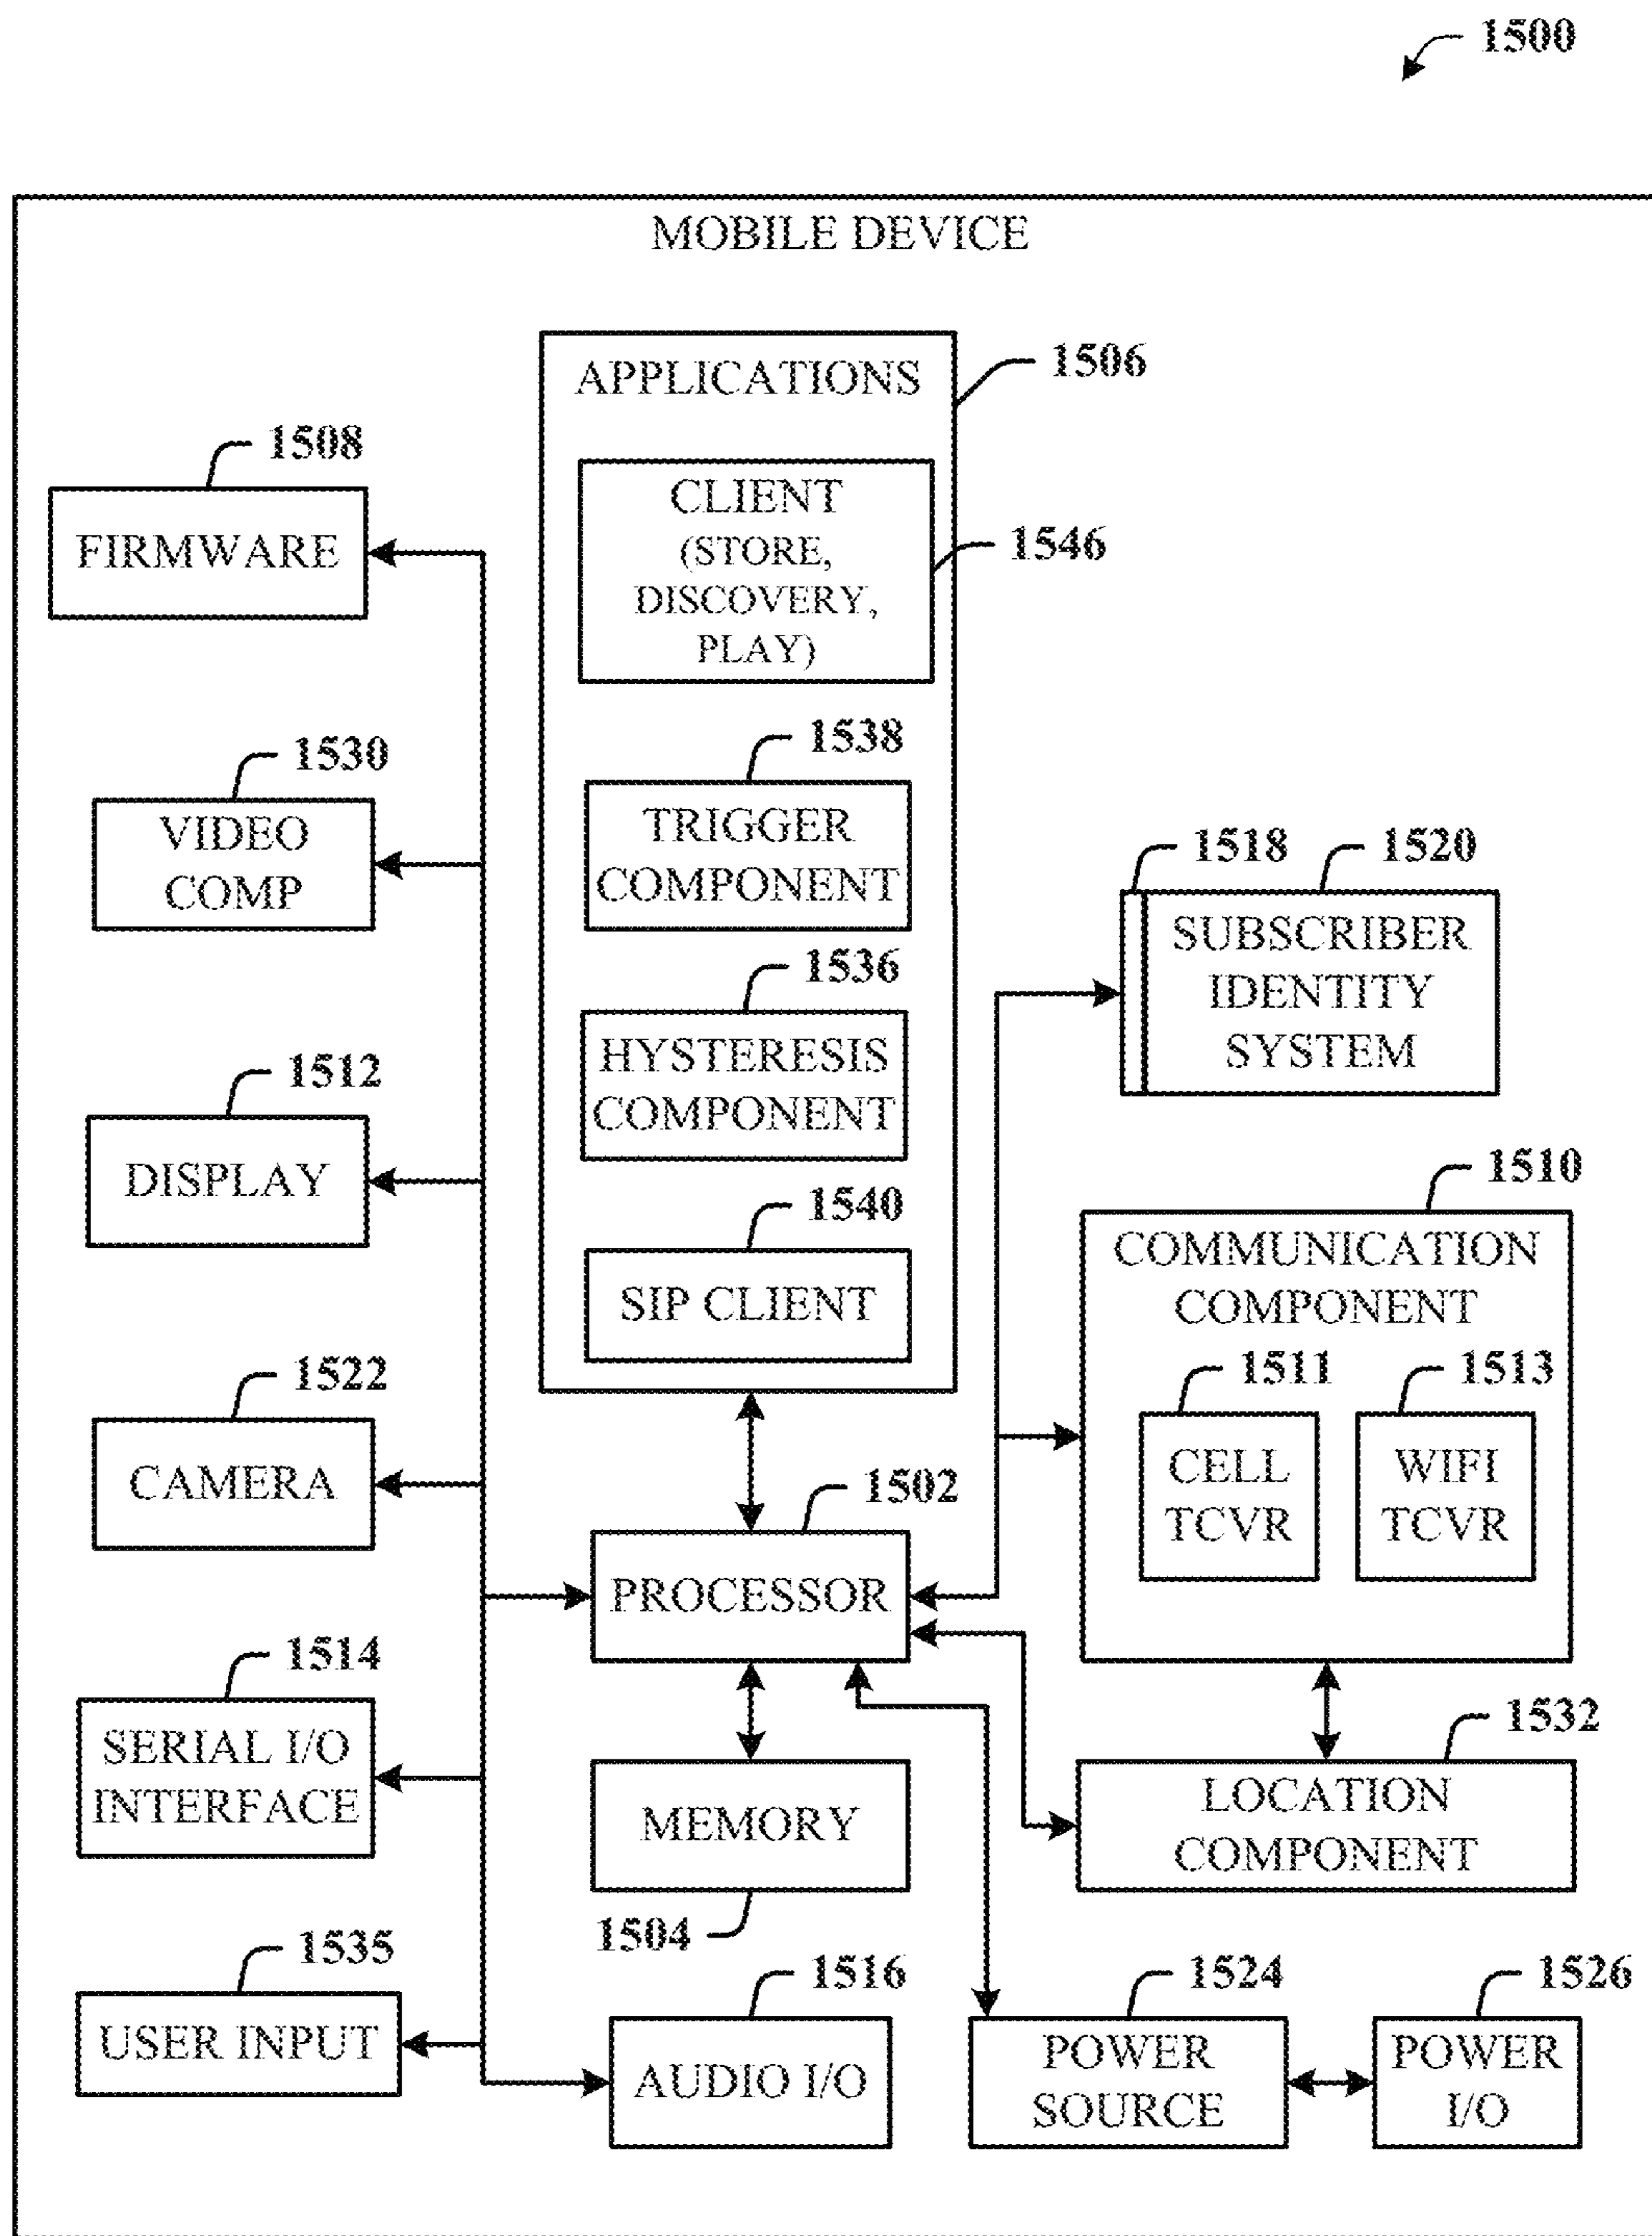 1500
MOBILE DEVICE
APPLICATIONS
1506
CLIENT
(STORE,
DISCOVERY,
PLAY)
1546
1508
FIRMWARE
1538
TRIGGER
COMPONENT
1530
VIDEO
COMP
1518
1520
SUBSCRIBER
IDENTITY
SYSTEM
1536
HYSTERESIS
COMPONENT
1512
DISPLAY
1540
SIP CLIENT
1510
COMMUNICATION
COMPONENT
1511
CELL
TCVR
1513
WIFI
TCVR
1522
CAMERA
1502
PROCESSOR
1514
SERIAL I/O
INTERFACE
MEMORY
1504
1532
LOCATION
COMPONENT
1535
USER INPUT
1516
AUDIO I/O
1524
POWER
SOURCE
1526
POWER
I/O